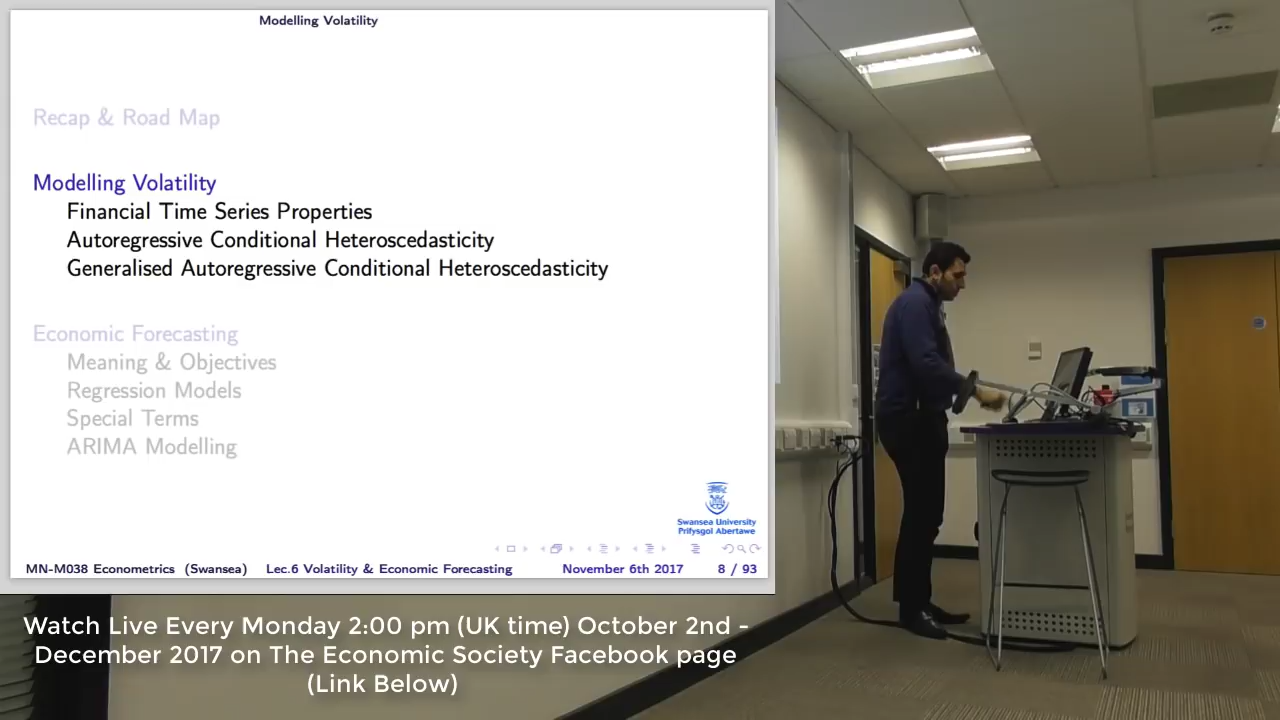 Modelling Volatility
Recap & Road Map
Modelling Volatility
Financial Time Series Properties
Autoregressive Conditional Heteroscedasticity
Generalised Autoregressive Conditional Heteroscedasticity
Economic Forecasting
Meaning & Objectives
Regression Models
Special Terms
ARIMA Modelling
Swansea University
Prifysgol Abertawe
MN-M038 Econometrics (Swansea) Lec.6 Volatility & Economic Forecasting November 6th 2017 8 / 93
Watch Live Every Monday 2:00 pm (UK time) October 2nd -
December 2017 on The Economic Society Facebook page
(Link Below)